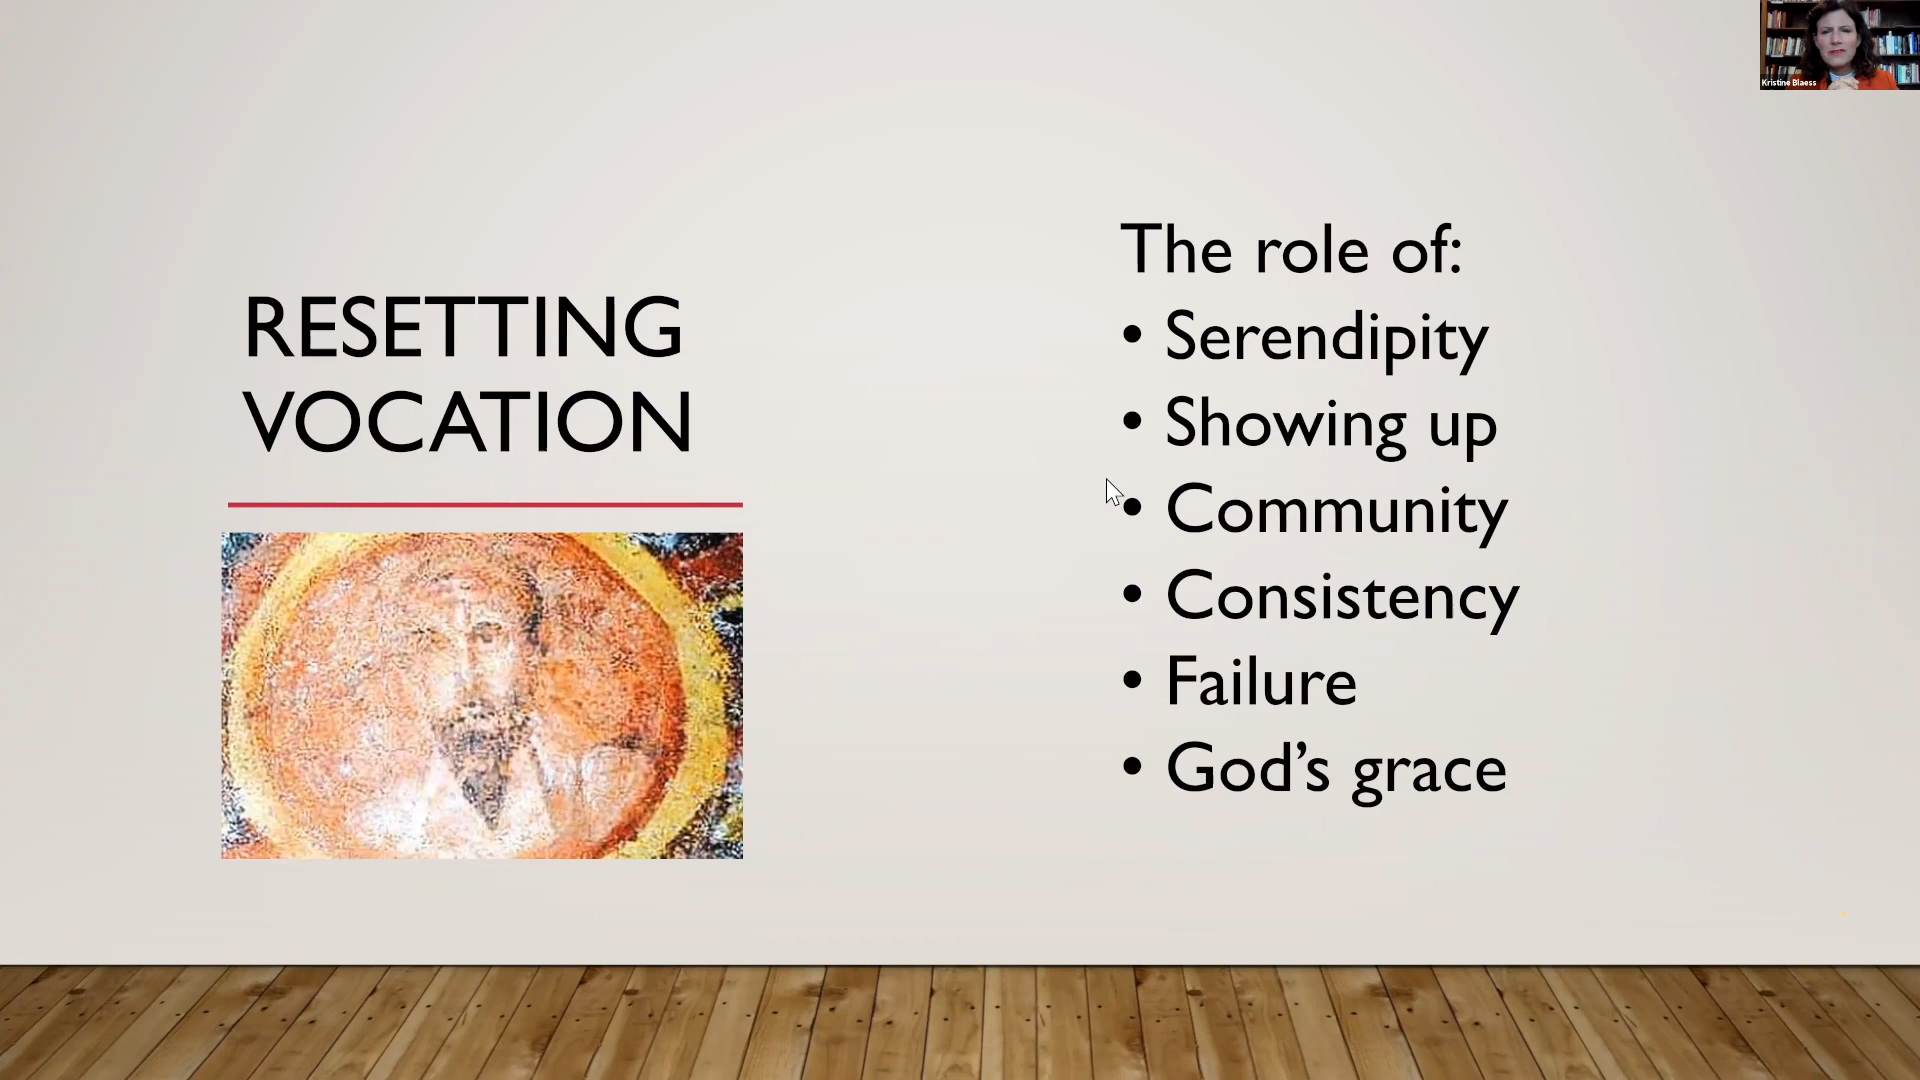 RESETTING
VOCATION
The role of:
• Serendipity
• Showing up
• Community
• Consistency
• Failure
• God’s grace
Kristine Blaess